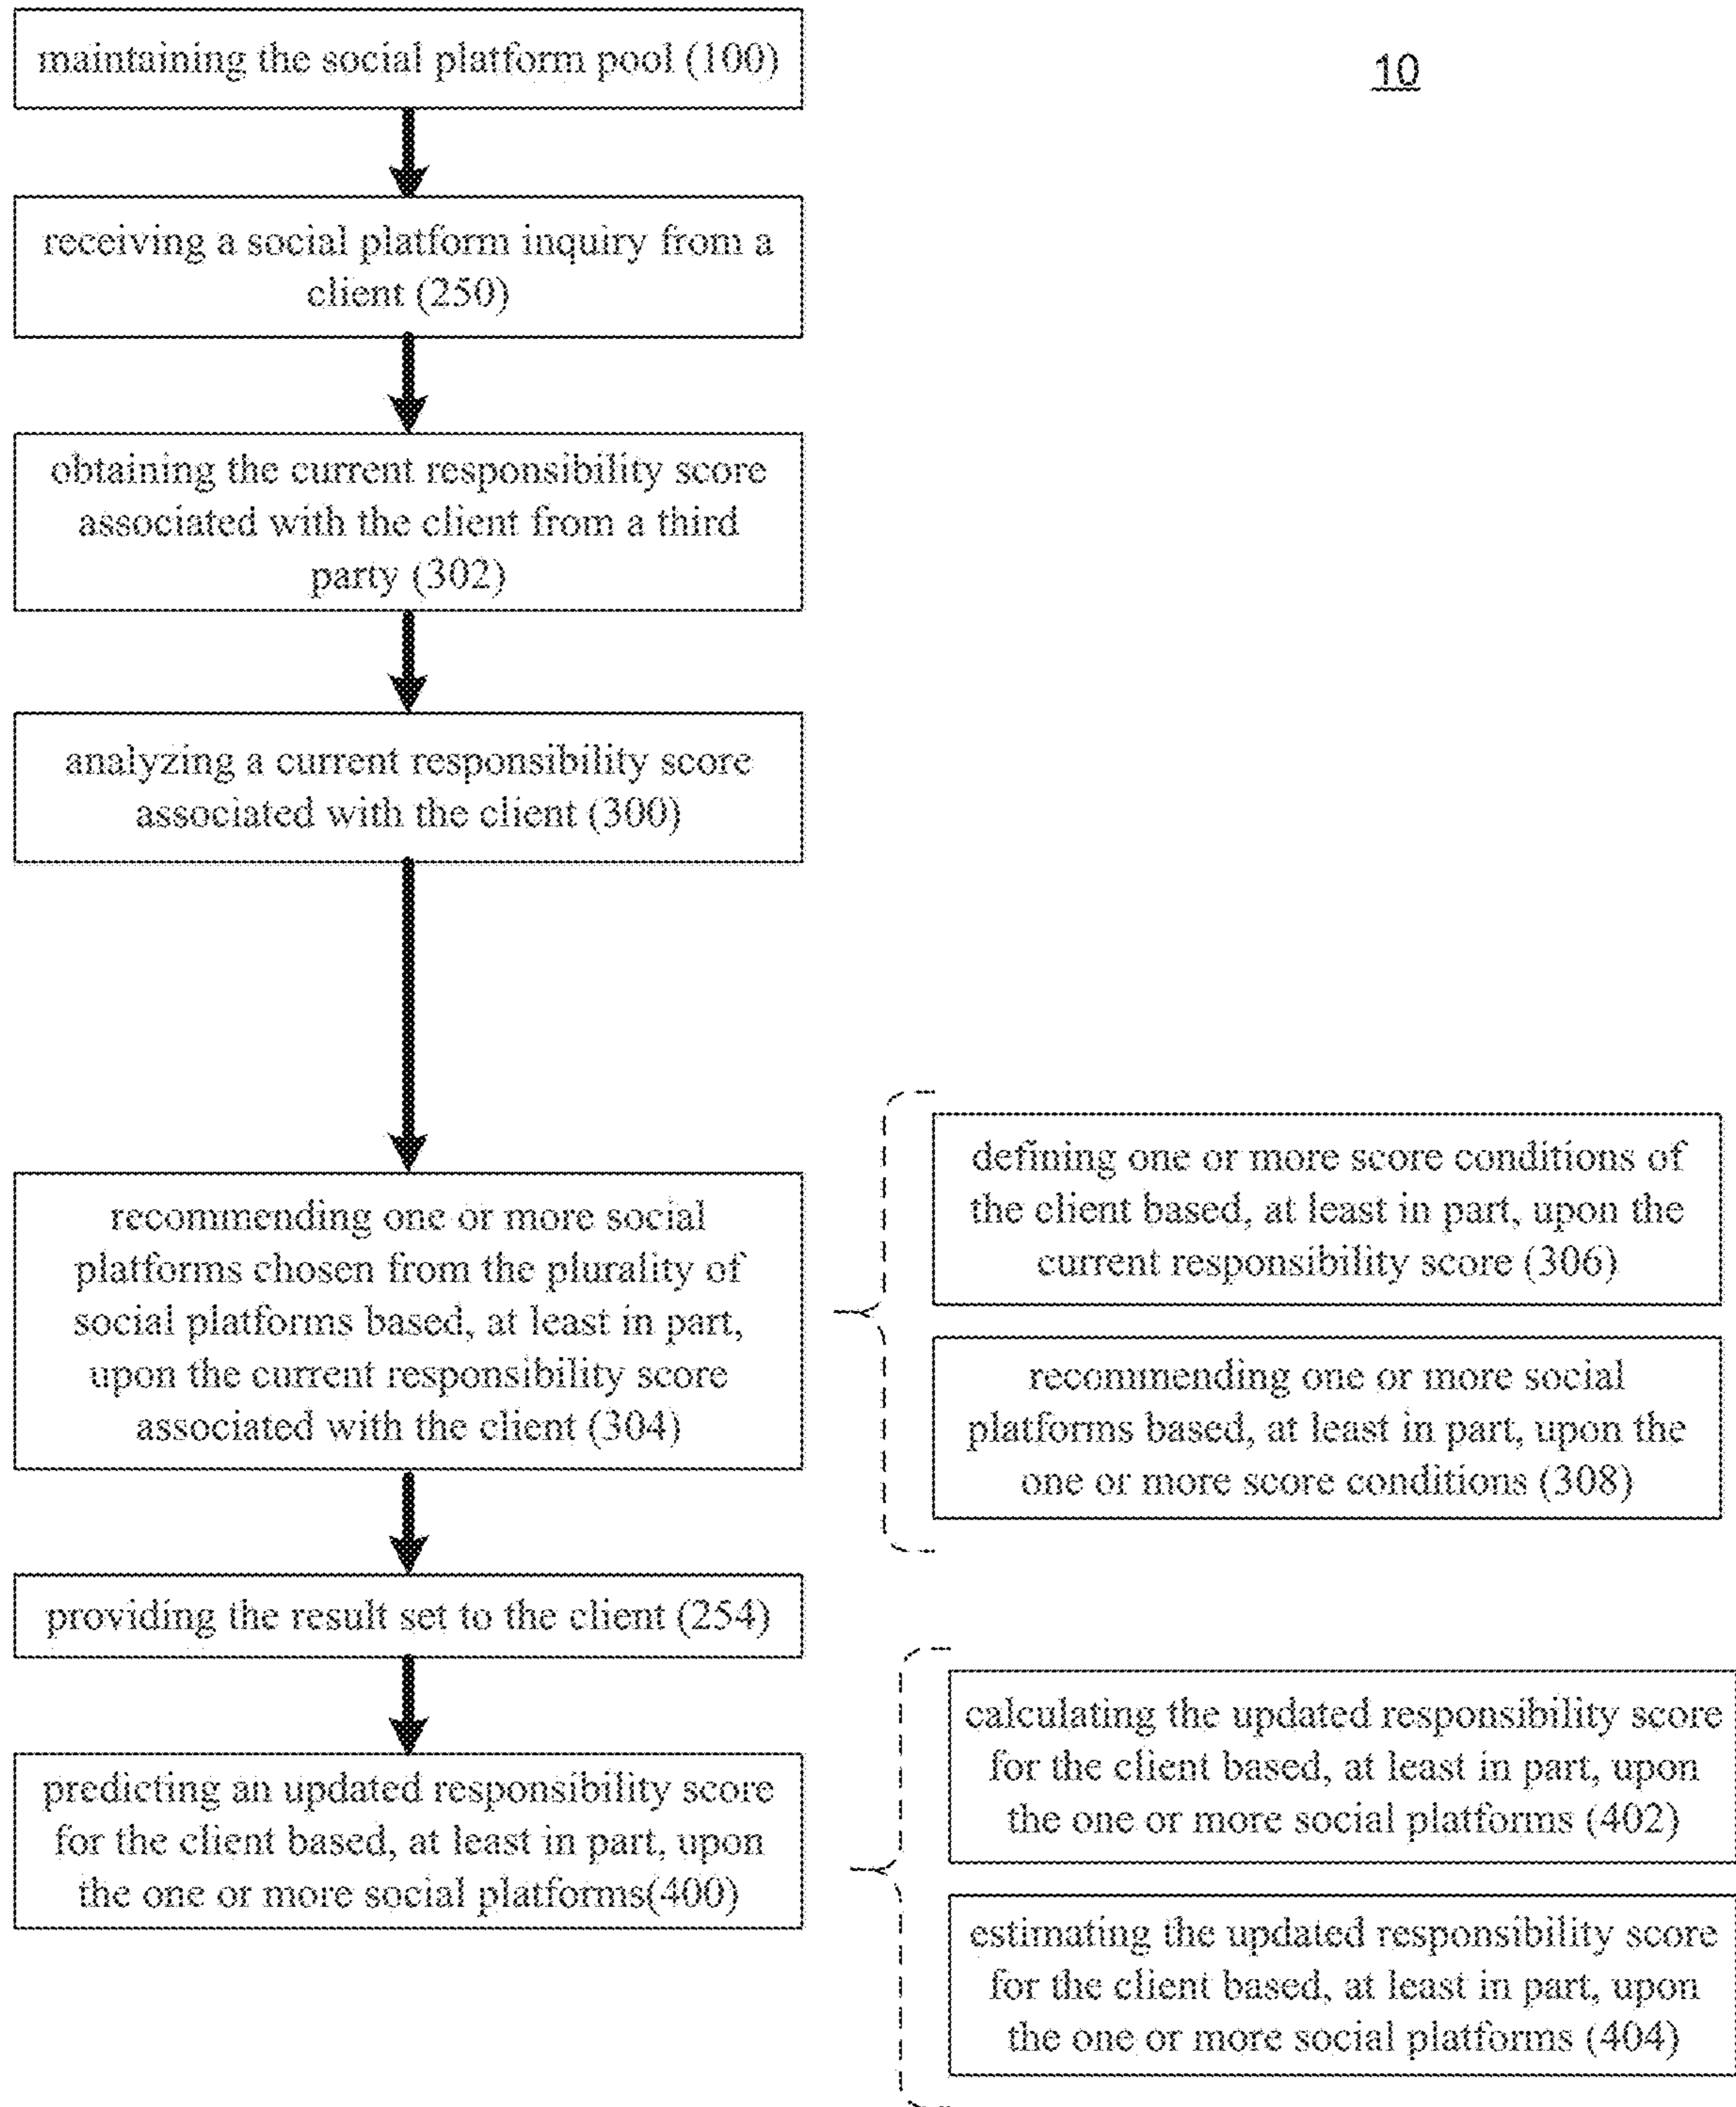 maintaining the social platform pool (100)
10
receiving a social platform inquiry from a
client (250)
obtaining the current responsibility score
associated with the client from a third
party (302)
analyzing a current responsibility score
associated with the client (300)
recommending one or more social
platforms chosen from the plurality of
social platforms based, at least in part,
upon the current responsibility score
associated with the client (304)
defining one or more score conditions of
the client based, at least in part, upon the
current responsibility score (306)
recommending one or more social
platforms based, at least in part, upon the
one or more score conditions (308)
providing the result set to the client (254)
predicting an updated responsibility score
for the client based, at least in part, upon
the one or more social platforms(400)
calculating the updated responsibility score
for the client based, at least in part, upon
the one or more social platforms (402)
estimating the updated responsibility score
for the client based, at least in part, upon
the one or more social platforms (404)